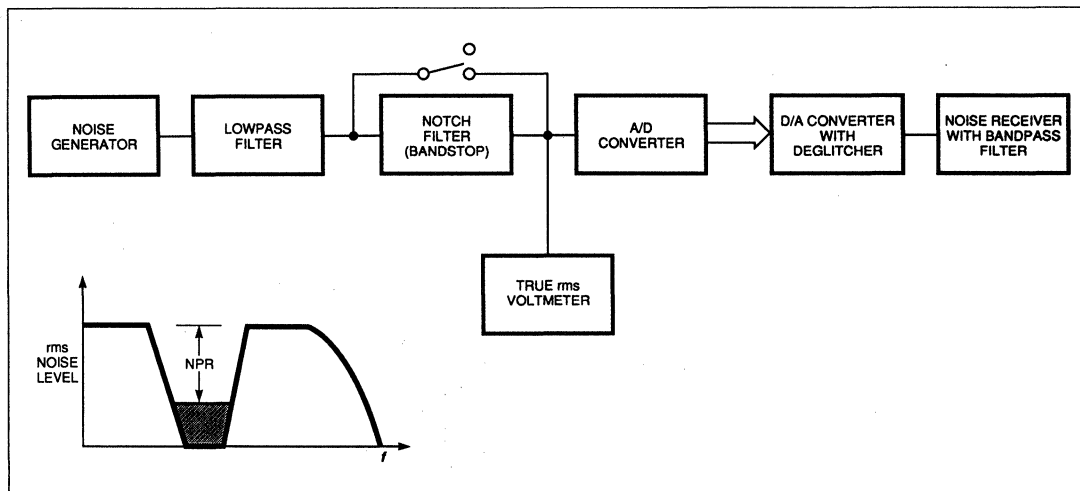 NOISE
GENERATOR
LOWPASS
FILTER
NOTCH
FILTER
(BANDSTOP)
A/D
CONVERTER
D/A CONVERTER
WITH
DEGLITCHER
NOISE RECEIVER
WITH BANDPASS
FILTER
TRUE rms
VOLTMETER
rms
NOISE
LEVEL
NPR
f